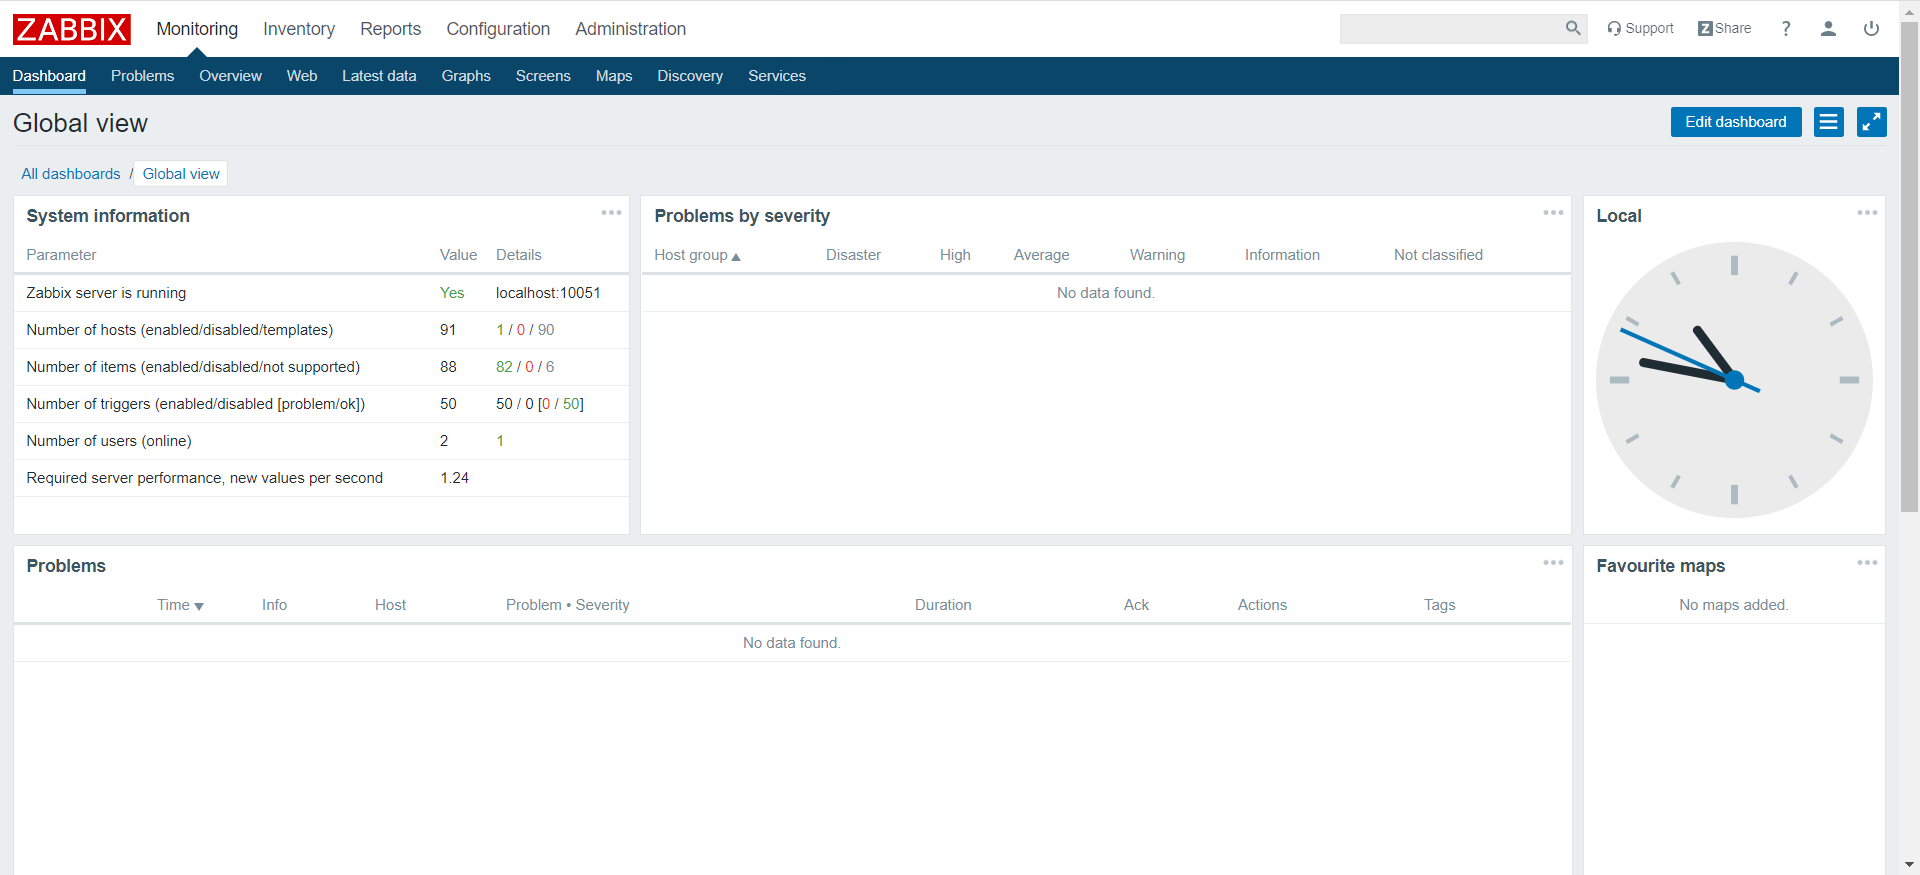 ZABBIX Monitoring Inventory Reports Configuration Administration Support Z Share ?
Dashboard Problems Overview Web Latest data Graphs Screens Maps Discovery Services
Global view Edit dashboard
All dashboards / Global view
System information
Parameter Value Details
Zabbix server is running Yes localhost:10051
Number of hosts (enabled/disabled/templates) 91 1 / 0 / 90
Number of items (enabled/disabled/not supported) 88 82 / 0 / 6
Number of triggers (enabled/disabled [problem/ok]) 50 50 / 0 [0 / 50]
Number of users (online) 2 1
Required server performance, new values per second 1.24
Problems by severity
Host group ▲ Disaster High Average Warning Information Not classified
No data found.
Local
Problems
Time ▼ Info Host Problem • Severity Duration Ack Actions Tags
No data found.
Favourite maps
No maps added.